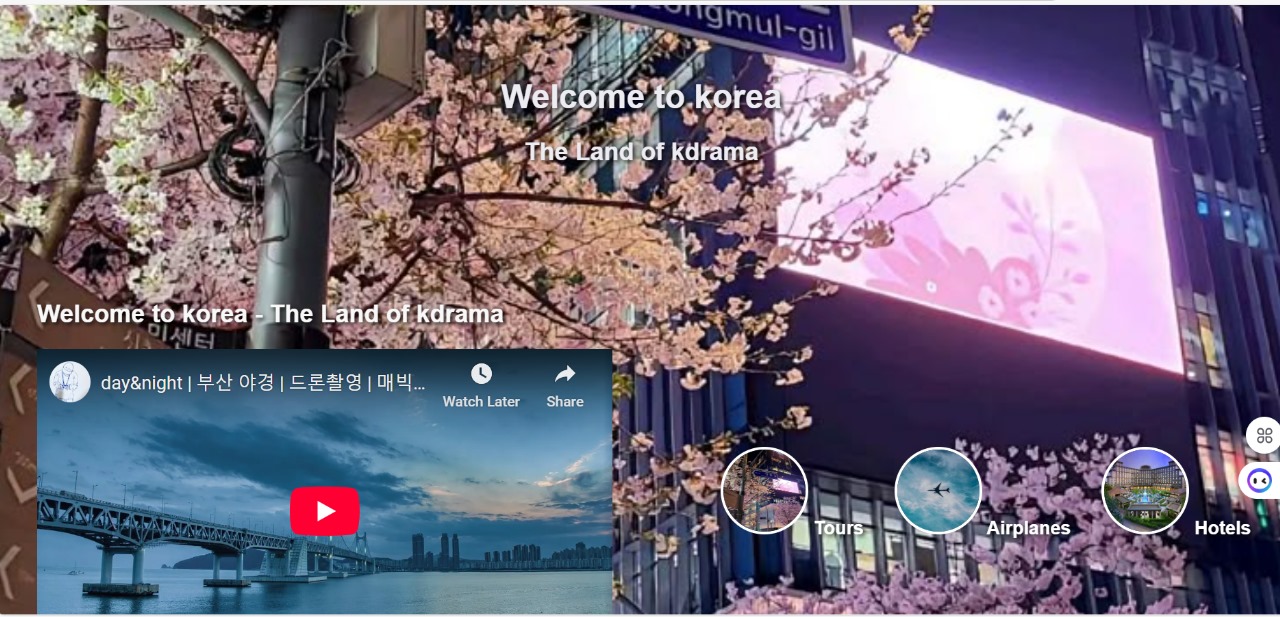 ongmul-gil
Welcome to korea
The Land of kdrama
Welcome to korea - The Land of kdrama
미센터
day&night | 부산 야경 | 드론촬영 | 매빅...
Watch Later
Share
Tours
Airplanes
Hotels